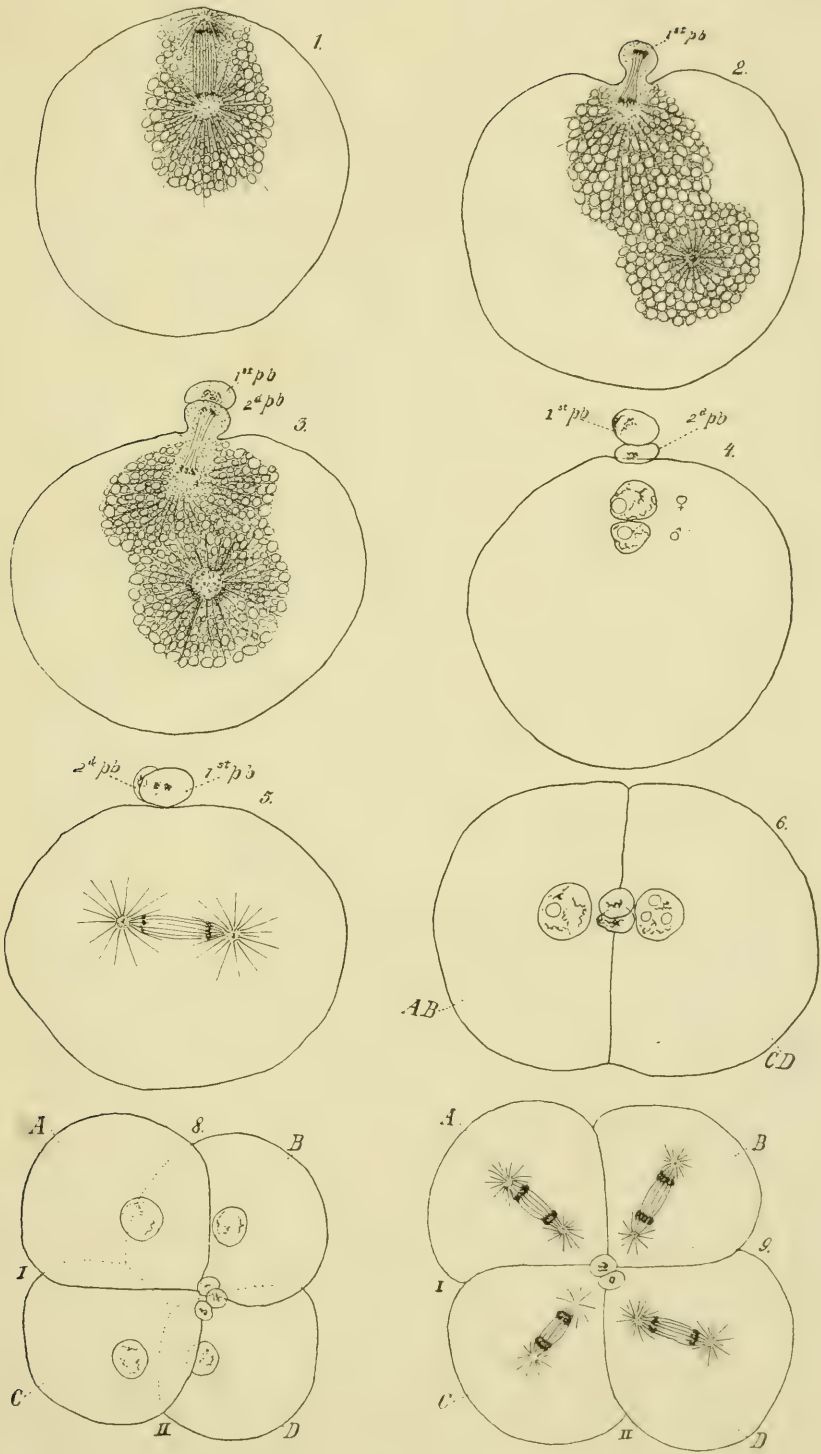 1.
1st pb
2.
1st pb
2d pb
3.
1st pb
2d pb
4.
♀
♂
2d pb
1st pb
5.
6.
AB
CD
A
8.
B
I
C
II
D
A
B
9.
I
C
II
D